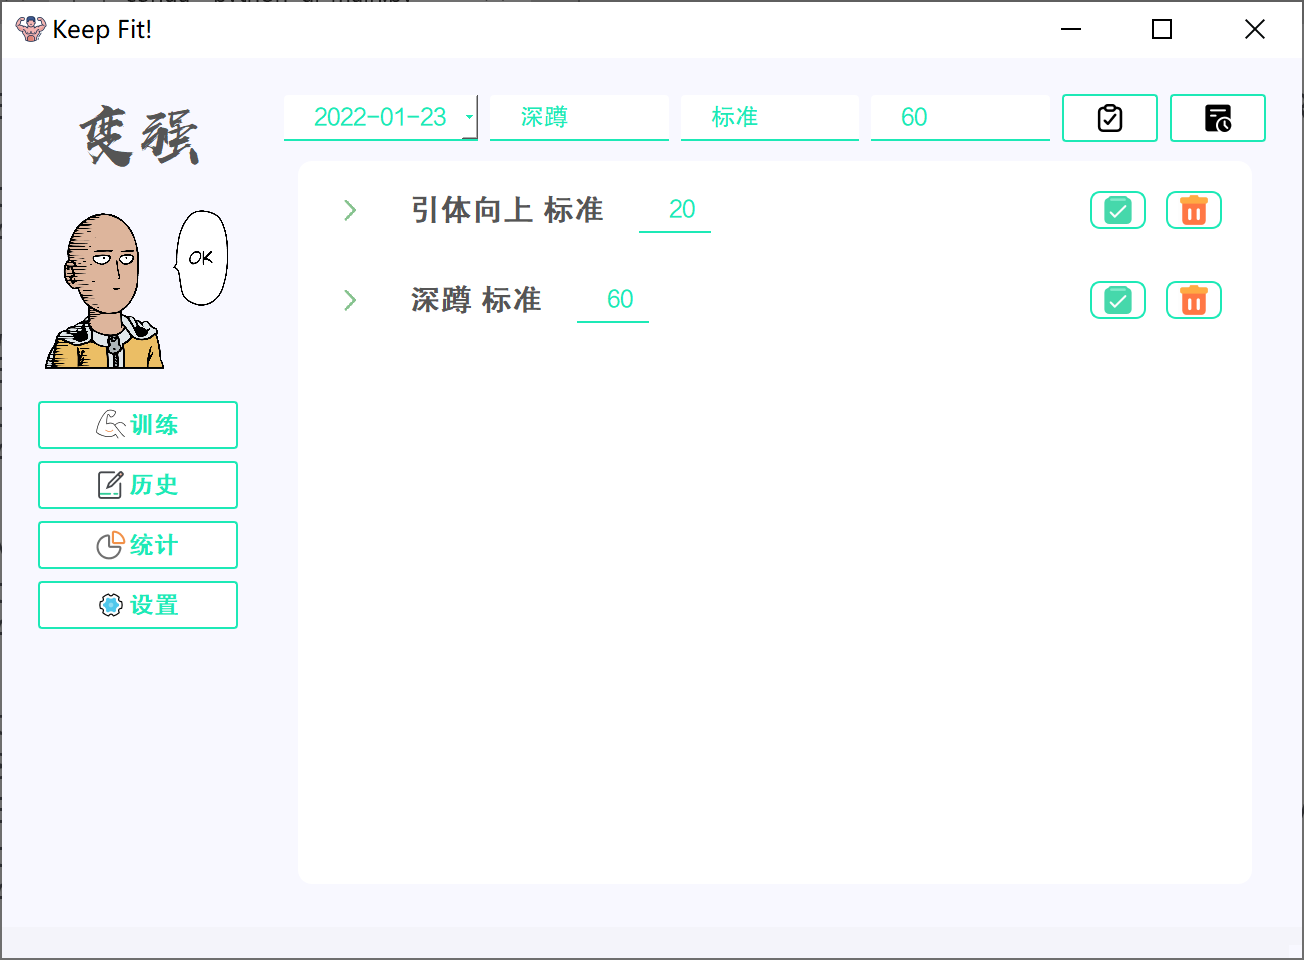 Keep Fit!
变强
2022-01-23 深蹲 标准 60
OK
引体向上 标准 20
深蹲 标准 60
训练
历史
统计
设置